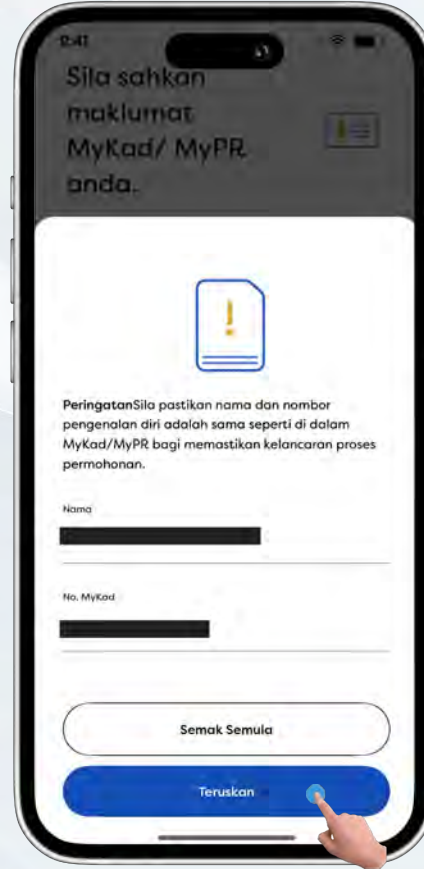 9:41
Sila sahkan
maklumat
MyKad/ MyPR
anda.
!
PeringatanSila pastikan nama dan nombor
pengenalan diri adalah sama seperti di dalam
MyKad/MyPR bagi memastikan kelancaran proses
permohonan.
Nama
No. MyKad
Semak Semula
Teruskan